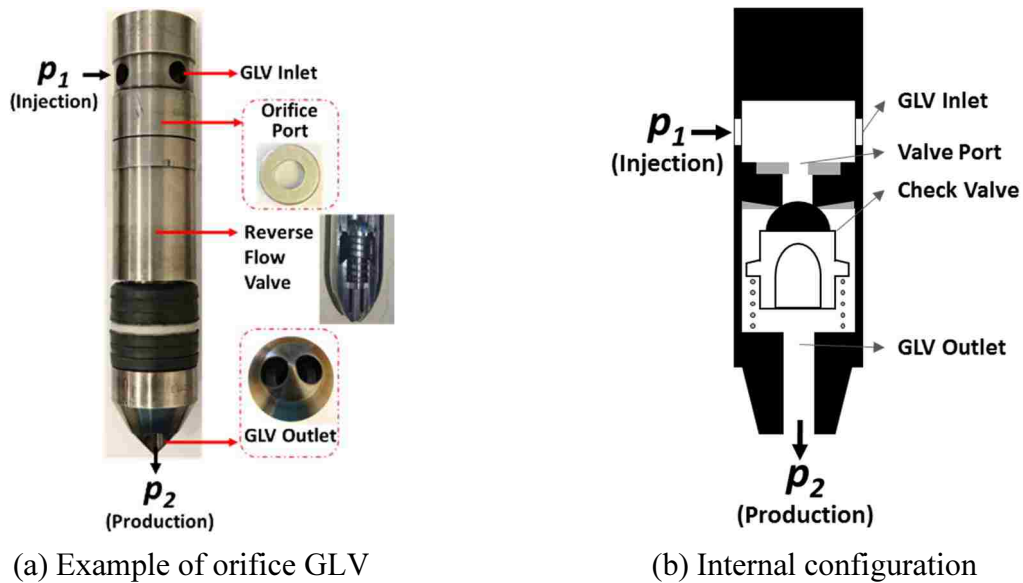 p1
(Injection)
GLV Inlet
Orifice
Port
Reverse
Flow
Valve
GLV Outlet
p2
(Production)
(a) Example of orifice GLV
p1
(Injection)
GLV Inlet
Valve Port
Check Valve
GLV Outlet
p2
(Production)
(b) Internal configuration